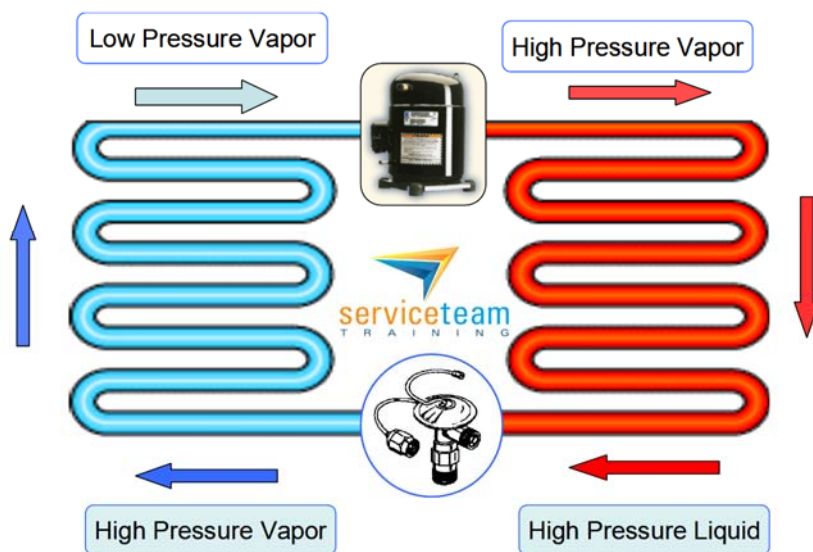 Low Pressure Vapor
High Pressure Vapor
serviceteam
TRAINING
High Pressure Vapor
High Pressure Liquid